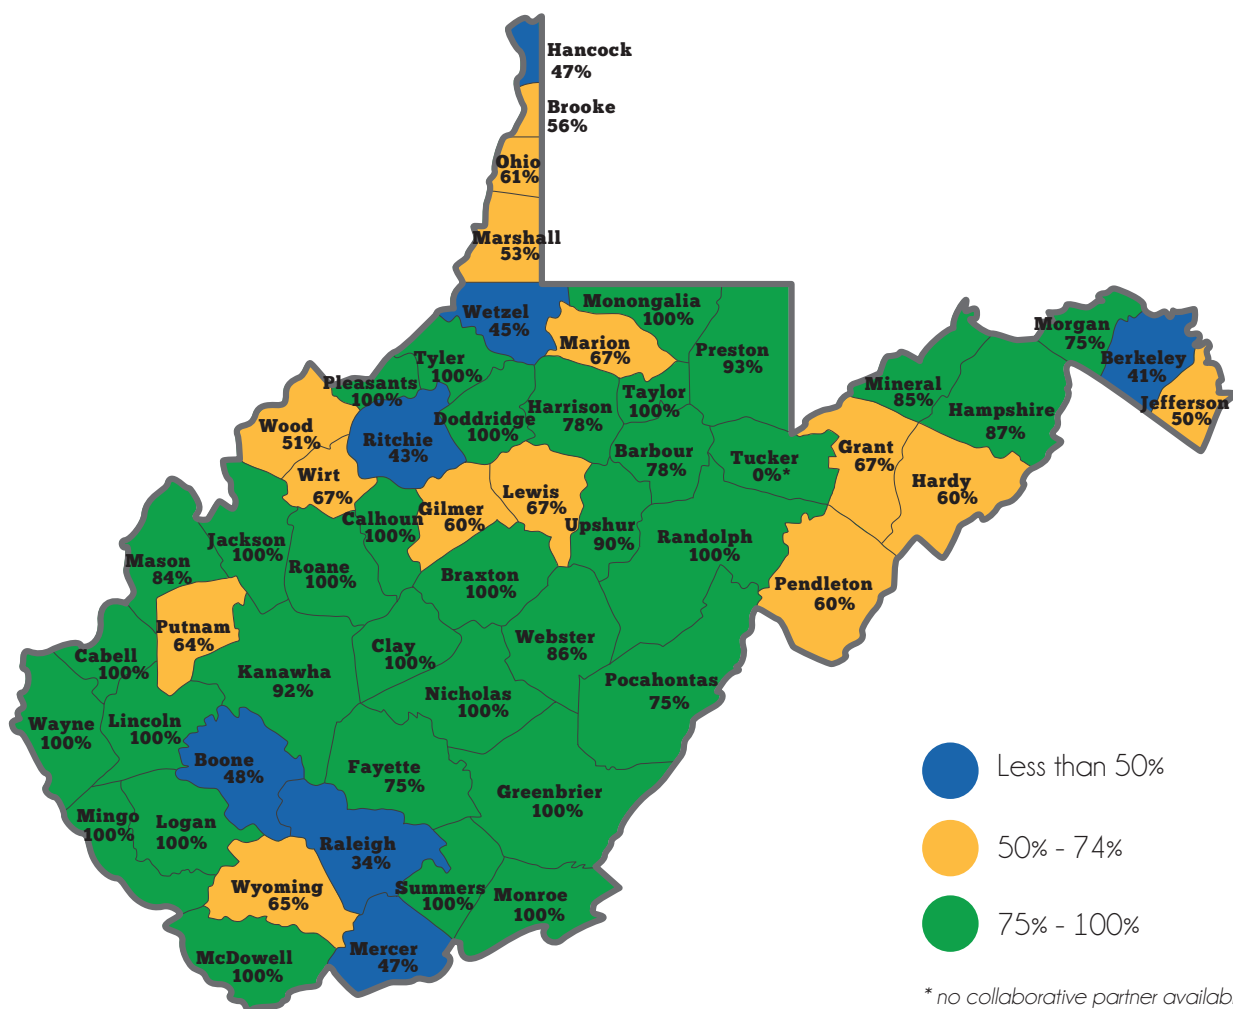 Hancock
47%
Brooke
56%
Ohio
61%
Marshall
53%
Wetzel
45%
Monongalia
100%
Marion
67%
Preston
93%
Morgan
75%
Berkeley
41%
Jefferson
50%
Mineral
85%
Hampshire
87%
Tyler
100%
Pleasants
100%
Doddridge
100%
Harrison
78%
Taylor
100%
Wood
51%
Ritchie
43%
Barbour
78%
Tucker
0%*
Grant
67%
Hardy
60%
Wirt
67%
Calhoun
100%
Gilmer
60%
Lewis
67%
Upshur
90%
Randolph
100%
Pendleton
60%
Mason
84%
Jackson
100%
Roane
100%
Braxton
100%
Putnam
64%
Cabell
100%
Kanawha
92%
Clay
100%
Webster
86%
Nicholas
100%
Pocahontas
75%
Wayne
100%
Lincoln
100%
Boone
48%
Fayette
75%
Greenbrier
100%
Mingo
100%
Logan
100%
Raleigh
34%
Wyoming
65%
Summers
100%
Monroe
100%
McDowell
100%
Mercer
47%
Less than 50%
50% - 74%
75% - 100%
* no collaborative partner availab